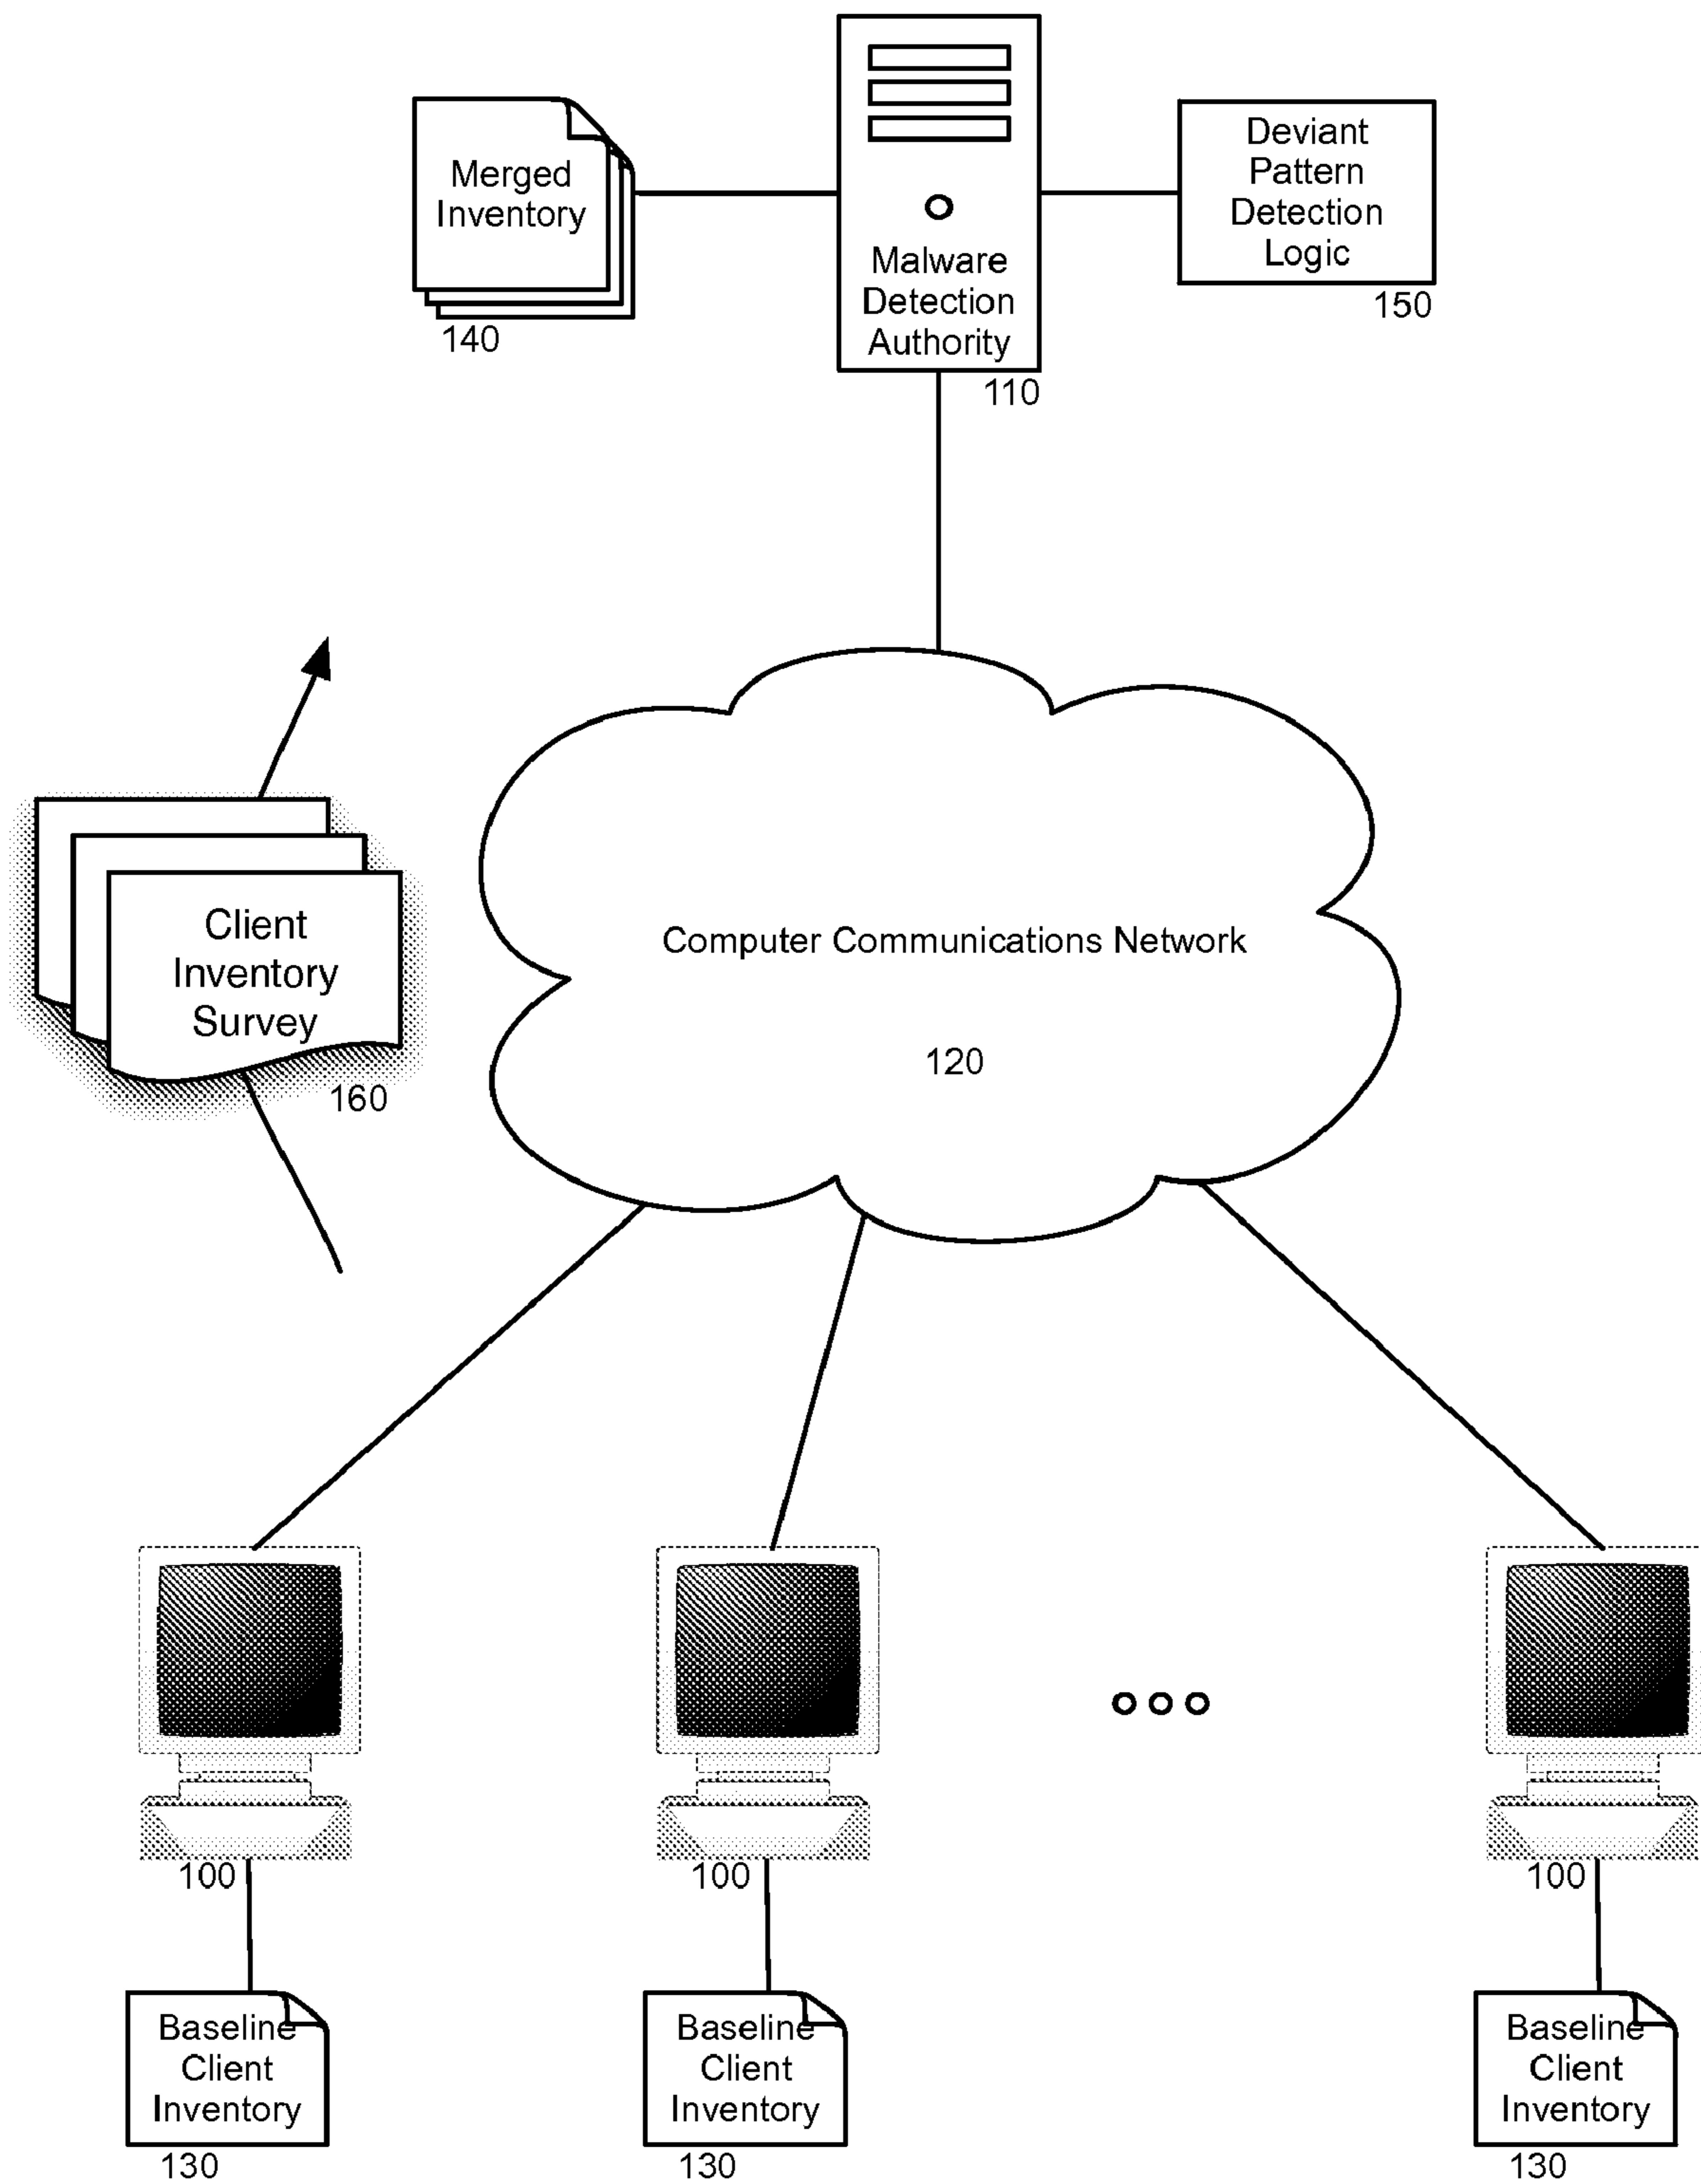 Merged
Inventory
140
Malware
Detection
Authority
110
Deviant
Pattern
Detection
Logic
150
Client
Inventory
Survey
160
Computer Communications Network
120
100
100
100
Baseline
Client
Inventory
130
Baseline
Client
Inventory
130
Baseline
Client
Inventory
130